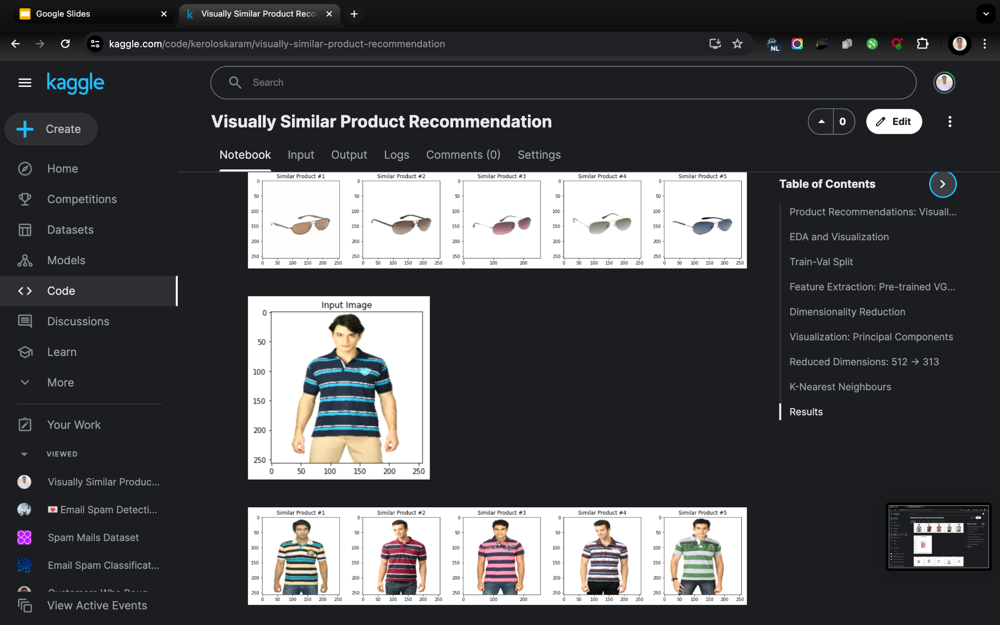 Google Slides
Visually Similar Product Reco
kaggle.com/code/keroloskaram/visually-similar-product-recommendation
NL
kaggle
Search
Create
Visually Similar Product Recommendation
0
Edit
Notebook
Input
Output
Logs
Comments (0)
Settings
Home
Competitions
Datasets
Models
Code
Discussions
Learn
More
Your Work
VIEWED
Visually Similar Produc...
Email Spam Detecti...
Spam Mails Dataset
Email Spam Classificat...
View Active Events
Similar Product #1
0
50
100
150
200
250
0 50 100 150 200 250
Similar Product #2
0
50
100
150
200
250
0 50 100 150 200 250
Similar Product #3
0
50
100
150
200
250
0 100 200
Similar Product #4
0
50
100
150
200
250
0 50 100 150 200 250
Similar Product #5
0
50
100
150
200
250
0 50 100 150 200 250
Input Image
0
50
100
150
200
250
0 50 100 150 200 250
Similar Product #1
0
50
100
150
200
250
0 50 100 150 200 250
Similar Product #2
0
50
100
150
200
250
0 50 100 150 200 250
Similar Product #3
0
50
100
150
200
250
0 100 200
Similar Product #4
0
50
100
150
200
250
0 50 100 150 200 250
Similar Product #5
0
50
100
150
200
250
0 50 100 150 200 250
Table of Contents
Product Recommendations: Visuall...
EDA and Visualization
Train-Val Split
Feature Extraction: Pre-trained VG...
Dimensionality Reduction
Visualization: Principal Components
Reduced Dimensions: 512 → 313
K-Nearest Neighbours
Results